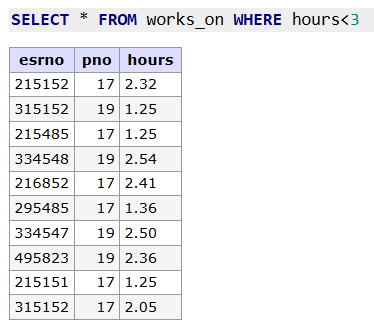 SELECT * FROM works_on WHERE hours<3
esrno pno hours
215152 17 2.32
315152 19 1.25
215485 17 1.25
334548 19 2.54
216852 17 2.41
295485 17 1.36
334547 19 2.50
495823 19 2.36
215151 17 1.25
315152 17 2.05